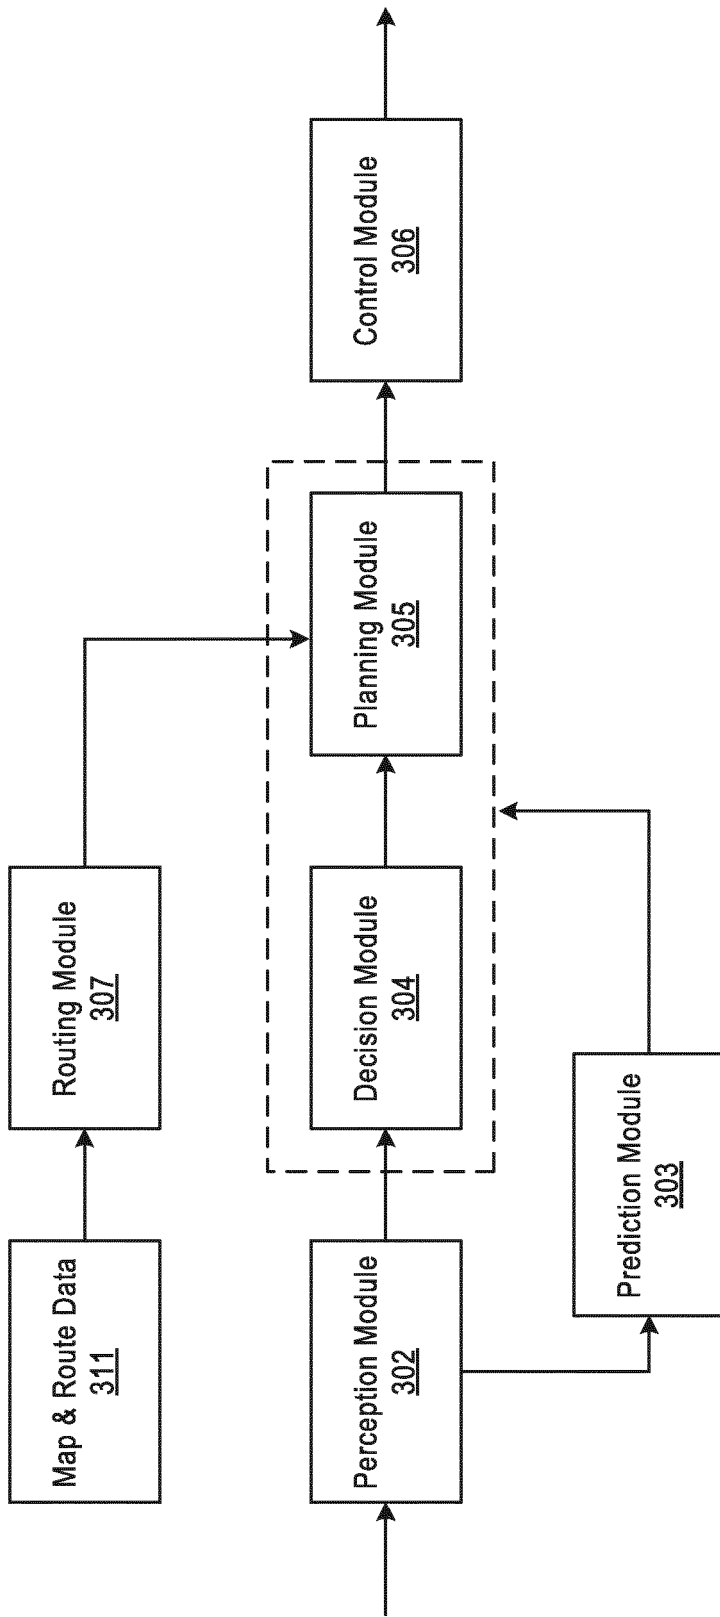 Map & Route Data
311
Routing Module
307
Perception Module
302
Decision Module
304
Planning Module
305
Control Module
306
Prediction Module
303